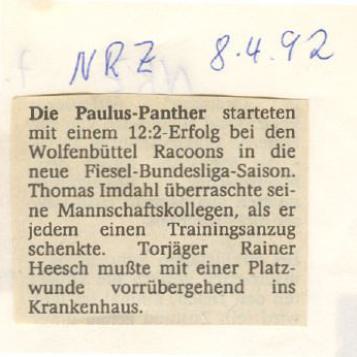 NRZ 8.4.92
Die Paulus-Panther starteten
mit einem 12:2-Erfolg bei den
Wolfenbüttel Racoons in die
neue Fiesel-Bundesliga-Saison.
Thomas Imdahl überraschte sei-
ne Mannschaftskollegen, als er
jedem einen Trainingsanzug
schenkte. Torjäger Rainer
Heesch mußte mit einer Platz-
wunde vorrübergehend ins
Krankenhaus.